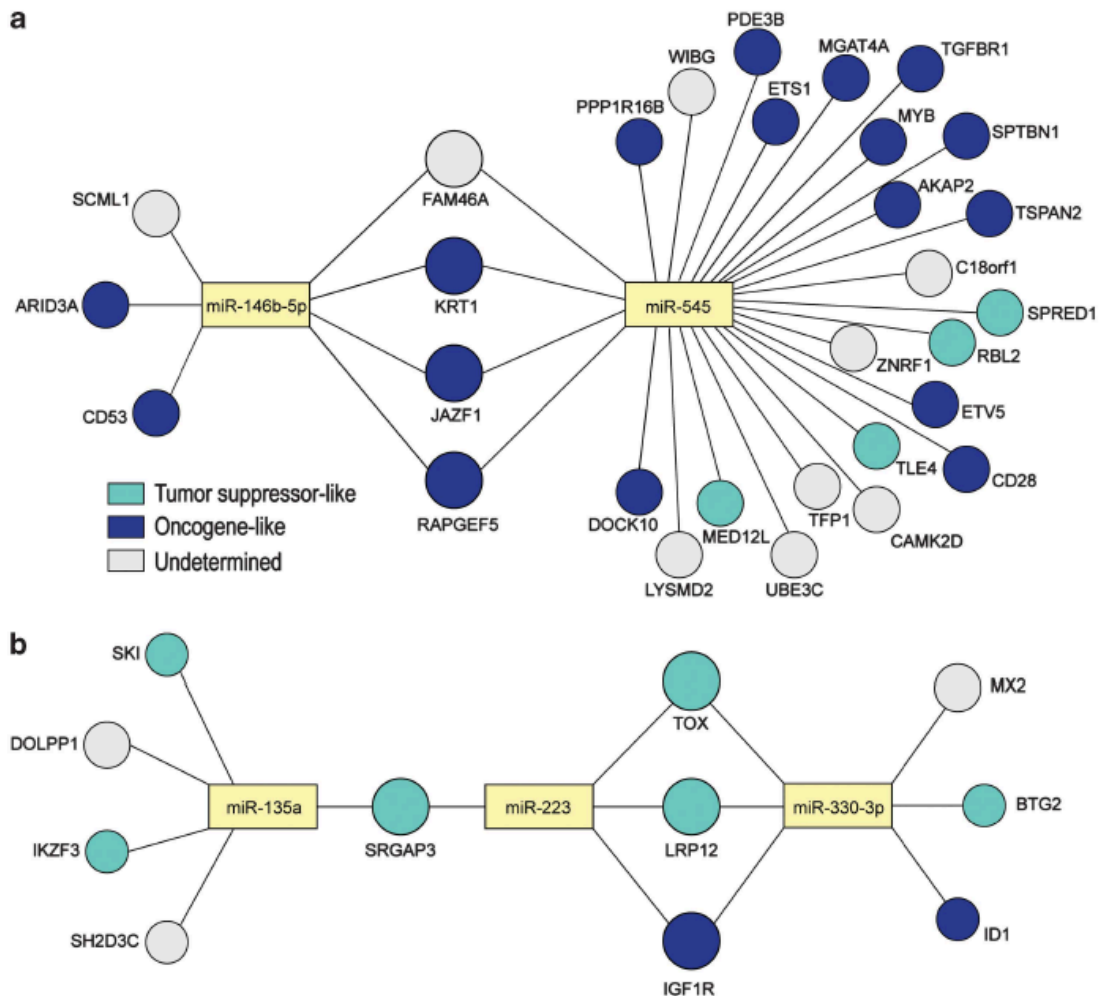 a
PDE3B
WIBG
MGAT4A
TGFBR1
PPP1R16B
ETS1
MYB
SPTBN1
SCML1
FAM46A
AKAP2
TSPAN2
ARID3A
miR-146b-5p
KRT1
miR-545
C18orf1
SPRED1
ZNRF1
RBL2
CD53
JAZF1
ETV5
TLE4
CD28
RAPGEF5
DOCK10
MED12L
TFP1
CAMK2D
LYSMD2
UBE3C
Tumor suppressor-like
Oncogene-like
Undetermined
b
SKI
TOX
MX2
DOLPP1
miR-135a
SRGAP3
miR-223
LRP12
miR-330-3p
BTG2
IKZF3
SH2D3C
IGF1R
ID1